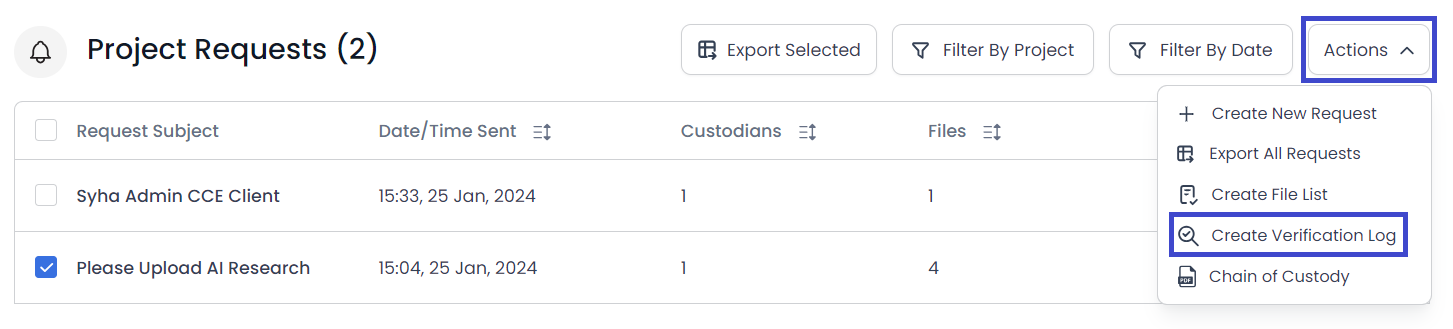 Project Requests (2)
Export Selected
Filter By Project
Filter By Date
Actions
Request Subject
Date/Time Sent
Custodians
Files
Syha Admin CCE Client
15:33, 25 Jan, 2024
1
1
Please Upload AI Research
15:04, 25 Jan, 2024
1
4
Create New Request
Export All Requests
Create File List
Create Verification Log
PDF
Chain of Custody